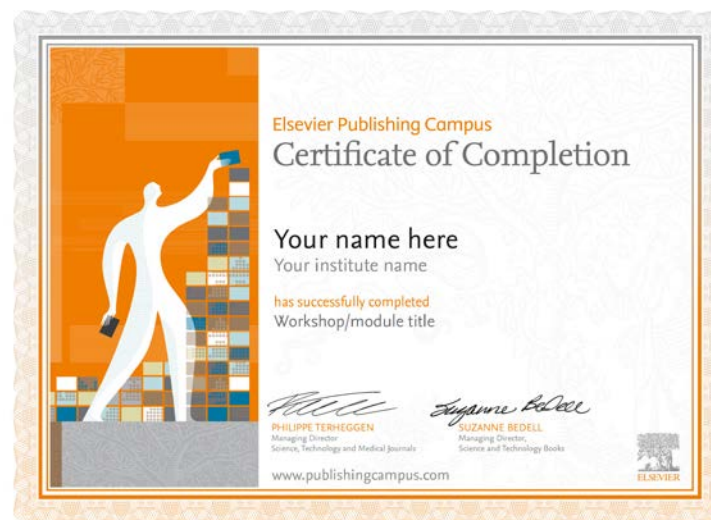 Elsevier Publishing Campus
Certificate of Completion
Your name here
Your institute name
has successfully completed
Workshop/module title
Suzanne Bedell
PHILIPPE TERHEGGEN
Managing Director
Science, Technology and Medical Journals
SUZANNE BEDELL
Managing Director,
Science and Technology Books
www.publishingcampus.com
ELSEVIER